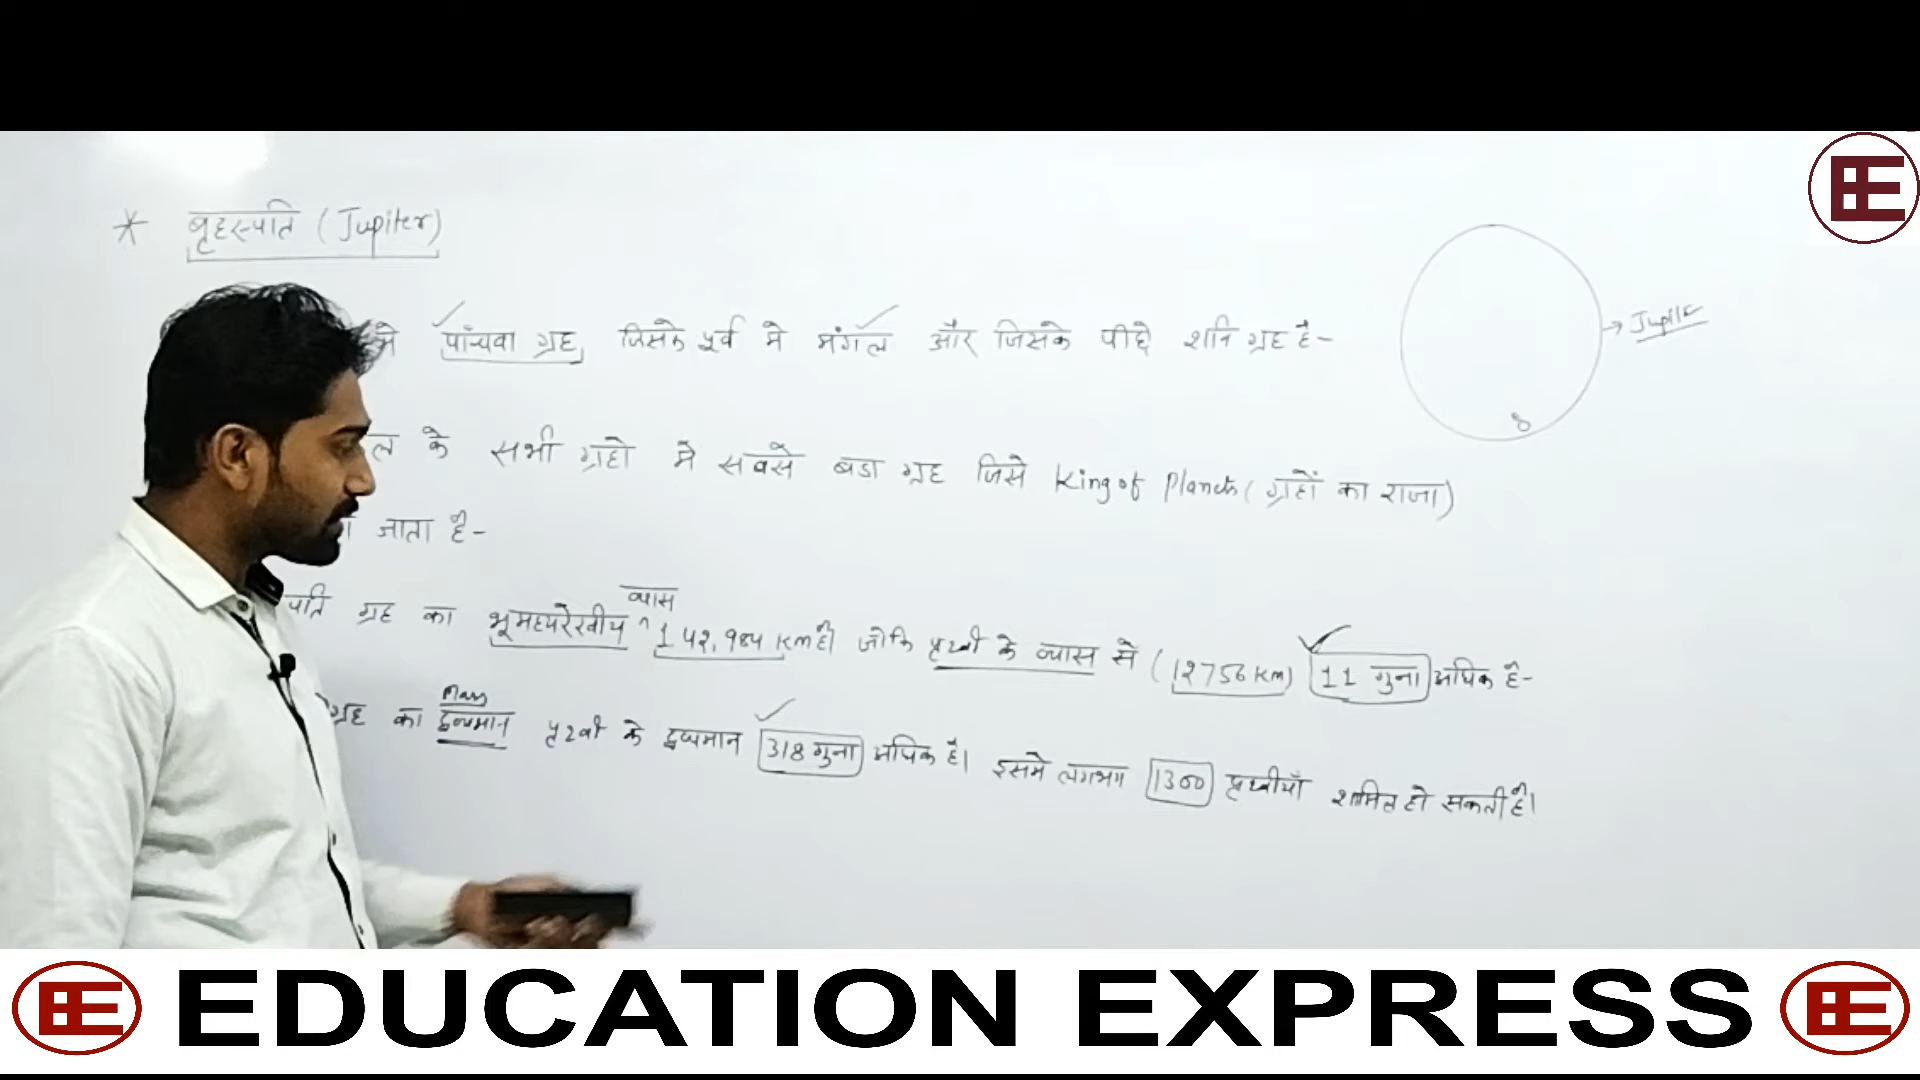 * बृहस्पति (Jupiter)
मे पाँचवा ग्रह जिसके पूर्व मे मंगल और जिसके पीछे शनि ग्रह है-
→ Jupiter
ल के सभी ग्रहो मे सबसे बडा ग्रह जिसे King of Planets (ग्रहों का राजा)
जाता है-
पति ग्रह का भूमध्यरेखीय व्यास 142,984 Km है। जोकि पृथ्वी के व्यास से (12756 Km) 11 गुना अधिक है-
ग्रह का द्रव्यमान Mass पृथ्वी के द्रव्यमान 318 गुना अधिक है। इसमे लगभग 1300 पृथ्वीयाँ शामिल हो सकती है।
EDUCATION EXPRESS